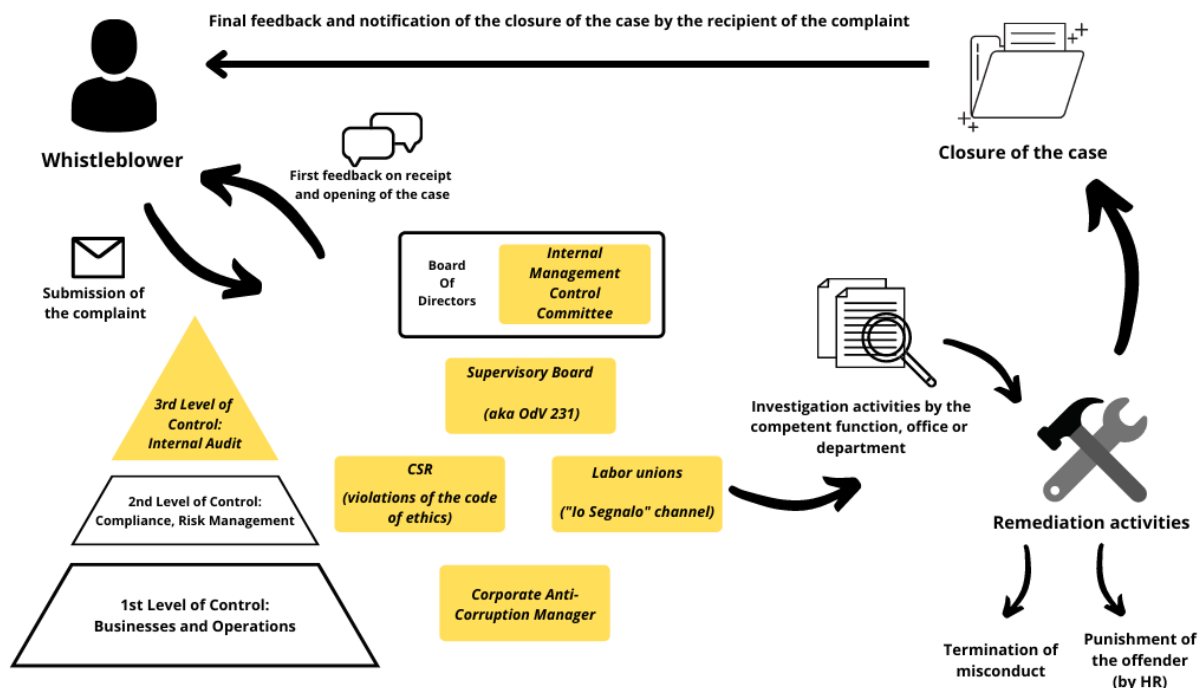 Final feedback and notification of the closure of the case by the recipient of the complaint
Whistleblower
Closure of the case
First feedback on receipt
and opening of the case
Submission of
the complaint
Board
Of
Directors
Internal
Management
Control
Committee
Supervisory Board
(aka OdV 231)
3rd Level of
Control:
Internal Audit
2nd Level of Control:
Compliance, Risk Management
1st Level of Control:
Businesses and Operations
CSR
(violations of the code
of ethics)
Labor unions
("Io Segnalo" channel)
Corporate Anti-
Corruption Manager
Investigation activities by the
competent function, office or
department
Remediation activities
Termination of
misconduct
Punishment of
the offender
(by HR)